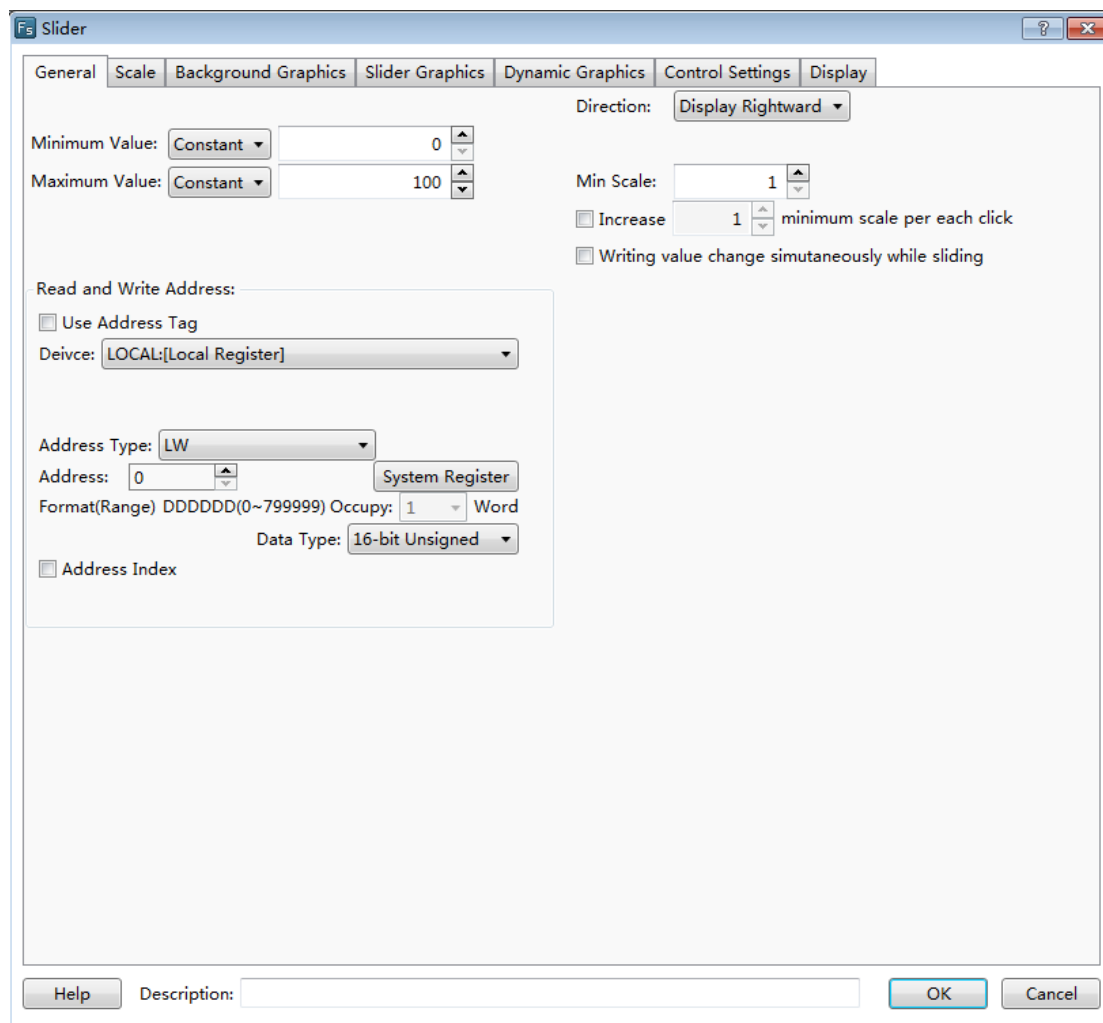 Fs Slider
General Scale Background Graphics Slider Graphics Dynamic Graphics Control Settings Display
Direction: Display Rightward
Minimum Value: Constant 0
Maximum Value: Constant 100
Min Scale: 1
Increase 1 minimum scale per each click
Writing value change simutaneously while sliding
Read and Write Address:
Use Address Tag
Deivce: LOCAL:[Local Register]
Address Type: LW
Address: 0 System Register
Format(Range) DDDDDD(0~799999) Occupy: 1 Word
Data Type: 16-bit Unsigned
Address Index
Help Description: OK Cancel